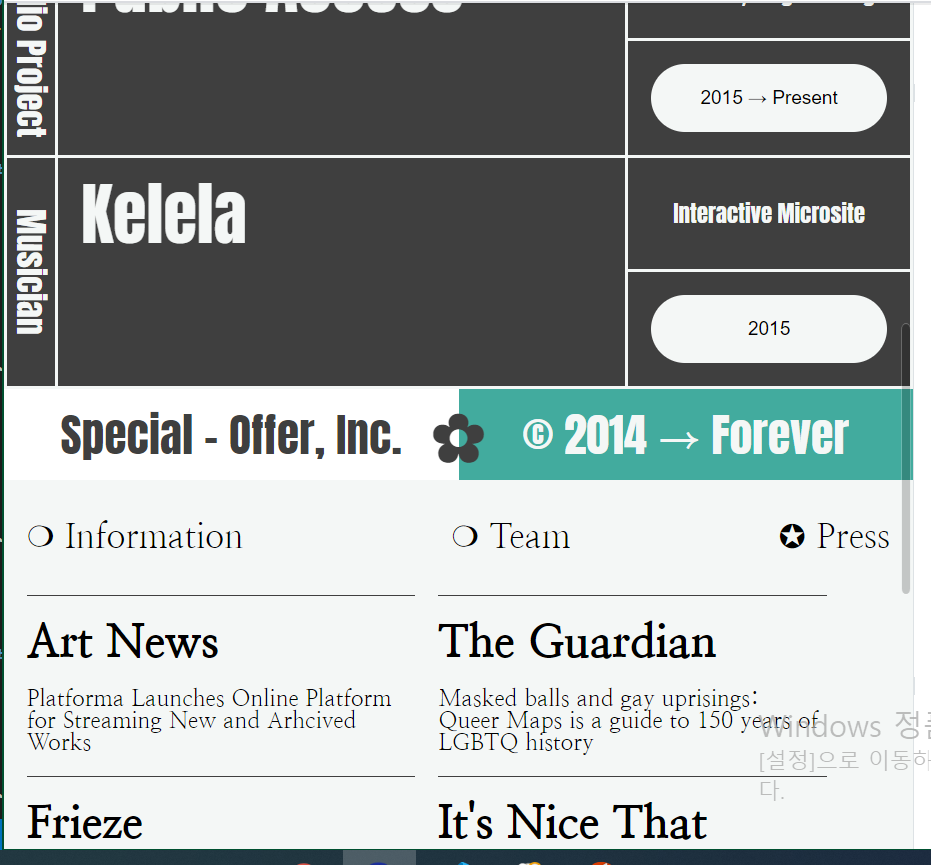 Public Access
io Project
2015 → Present
Musician
Kelela
Interactive Microsite
2015
Special - Offer, Inc.
© 2014 → Forever
❍ Information
❍ Team
✪ Press
Art News
Platforma Launches Online Platform
for Streaming New and Arhcived
Works
The Guardian
Masked balls and gay uprisings:
Queer Maps is a guide to 150 years of
LGBTQ history
Frieze
It's Nice That
Windows 정
[설정]으로 이동하
다.